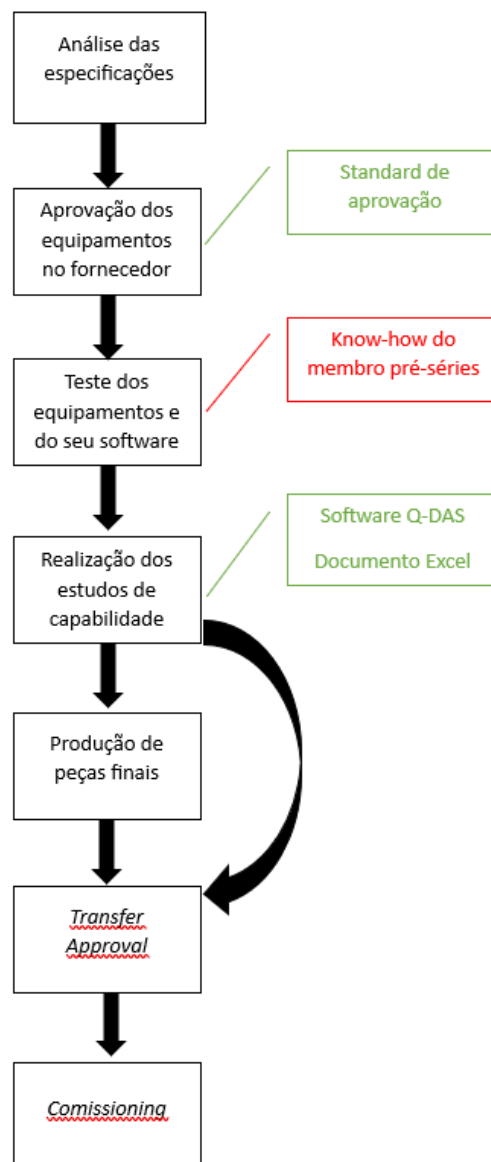 Análise das
especificações
Standard de
aprovação
Aprovação dos
equipamentos
no fornecedor
Know-how do
membro pré-séries
Teste dos
equipamentos e
do seu software
Software Q-DAS
Documento Excel
Realização dos
estudos de
capabilidade
Produção de
peças finais
Transfer
Approval
Comissioning